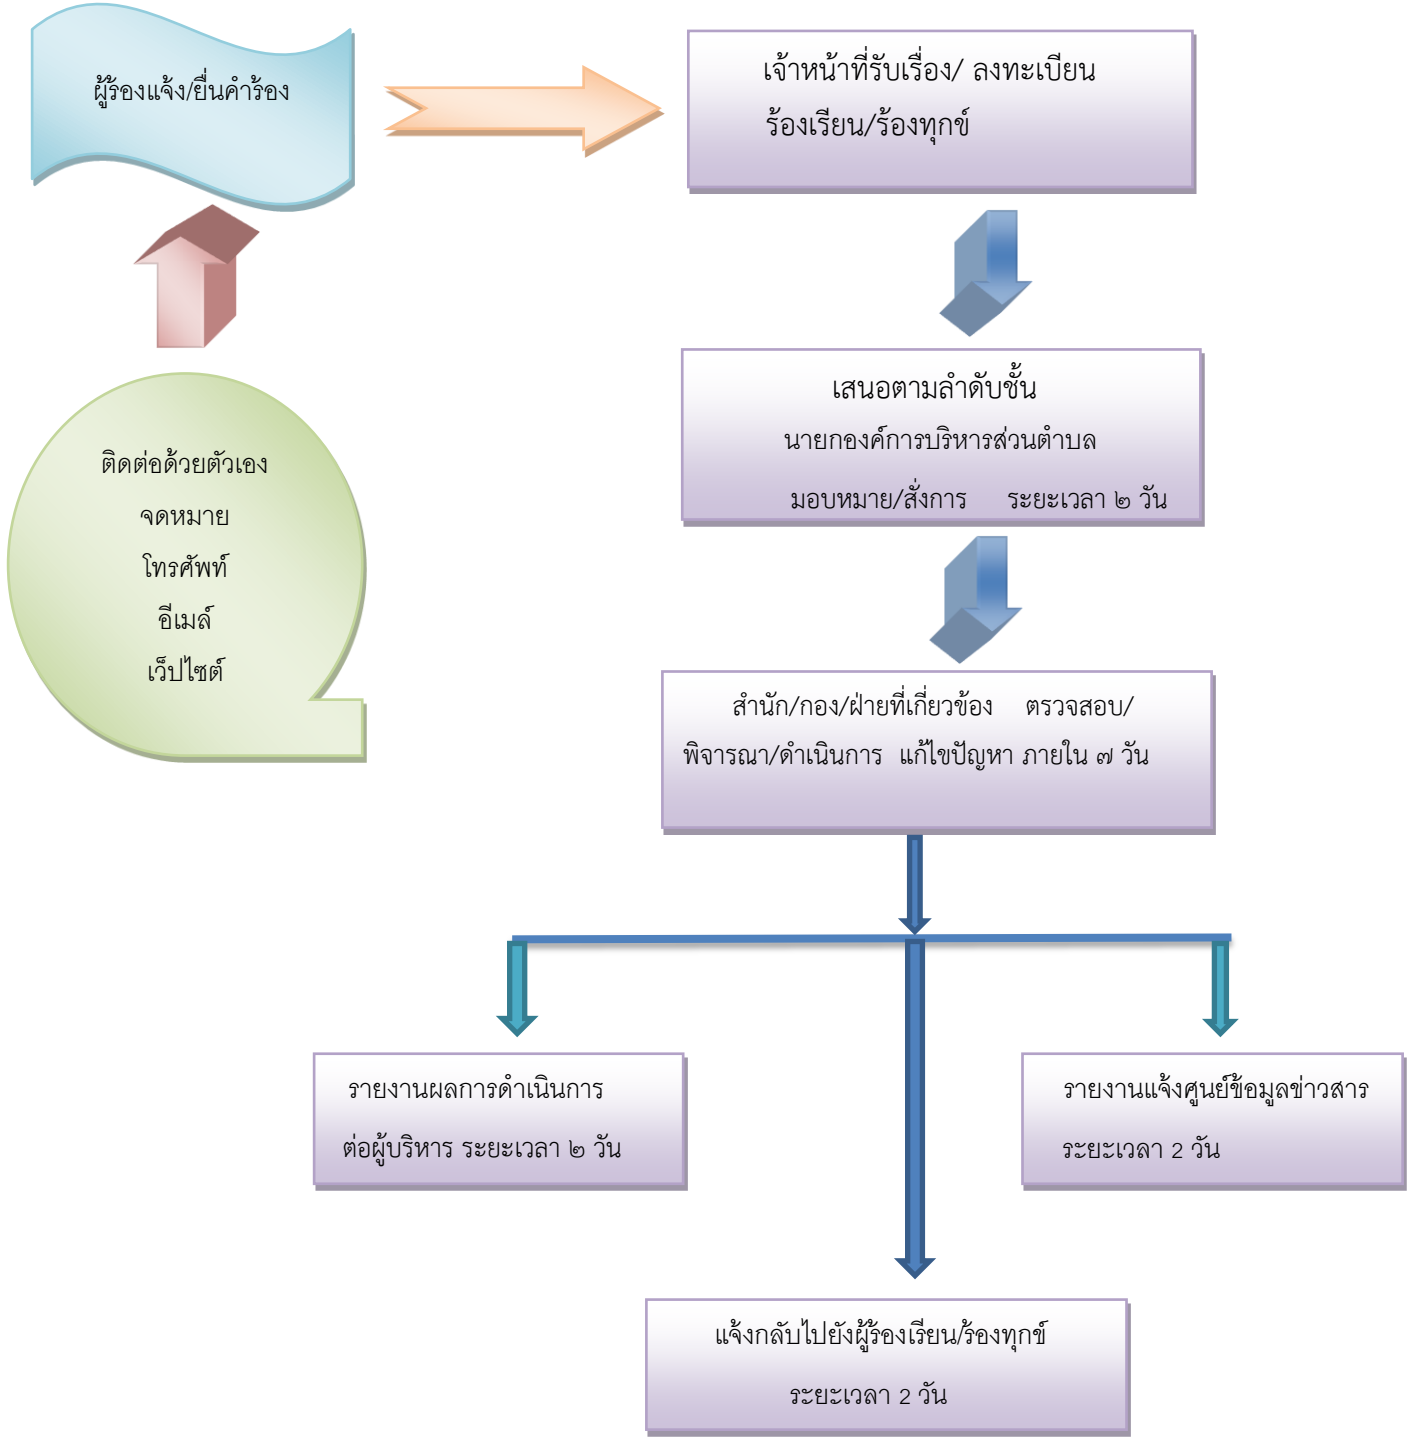 ผู้ร้องแจ้ง/ยื่นคำร้อง
เจ้าหน้าที่รับเรื่อง/ ลงทะเบียน
ร้องเรียน/ร้องทุกข์
เสนอตามลำดับชั้น
นายกองค์การบริหารส่วนตำบล
มอบหมาย/สั่งการ ระยะเวลา ๒ วัน
ติดต่อด้วยตัวเอง
จดหมาย
โทรศัพท์
อีเมล์
เว็ปไซต์
สำนัก/กอง/ฝ่ายที่เกี่ยวข้อง ตรวจสอบ/
พิจารณา/ดำเนินการ แก้ไขปัญหา ภายใน ๗ วัน
รายงานผลการดำเนินการ
ต่อผู้บริหาร ระยะเวลา ๒ วัน
รายงานแจ้งศูนย์ข้อมูลข่าวสาร
ระยะเวลา 2 วัน
แจ้งกลับไปยังผู้ร้องเรียน/ร้องทุกข์
ระยะเวลา 2 วัน